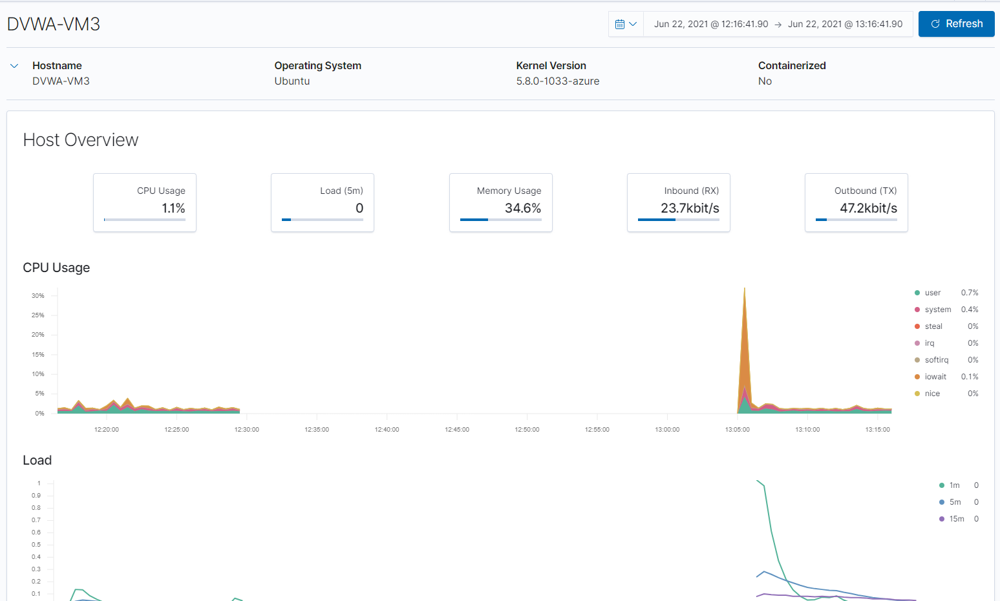 DVWA-VM3
Jun 22, 2021 @ 12:16:41.90 → Jun 22, 2021 @ 13:16:41.90
Refresh
Hostname
DVWA-VM3
Operating System
Ubuntu
Kernel Version
5.8.0-1033-azure
Containerized
No
Host Overview
CPU Usage
1.1%
Load (5m)
0
Memory Usage
34.6%
Inbound (RX)
23.7kbit/s
Outbound (TX)
47.2kbit/s
CPU Usage
30%
25%
20%
15%
10%
5%
0%
12:20:00 12:25:00 12:30:00 12:35:00 12:40:00 12:45:00 12:50:00 12:55:00 13:00:00 13:05:00 13:10:00 13:15:00
user 0.7%
system 0.4%
steal 0%
irq 0%
softirq 0%
iowait 0.1%
nice 0%
Load
1
0.9
0.8
0.7
0.6
0.5
0.4
0.3
0.2
0.1
1m 0
5m 0
15m 0